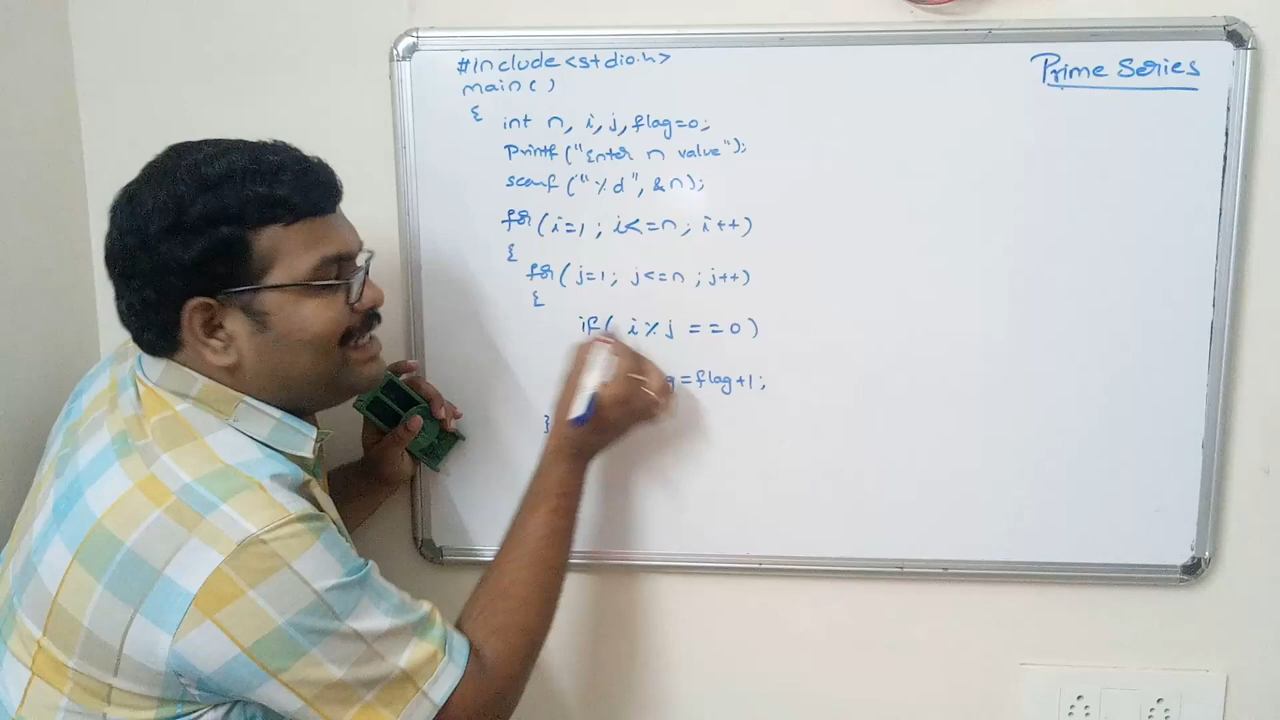 #include<stdio.h>
Prime Series
main()
{
int n, i, j, flag=0;
Printf ("Enter n value");
scanf ("%d", &n);
for (i=1; i<=n; i++)
{
for (j=1; j<=n; j++)
{
if( i%j ==0)
=flag+1;
}